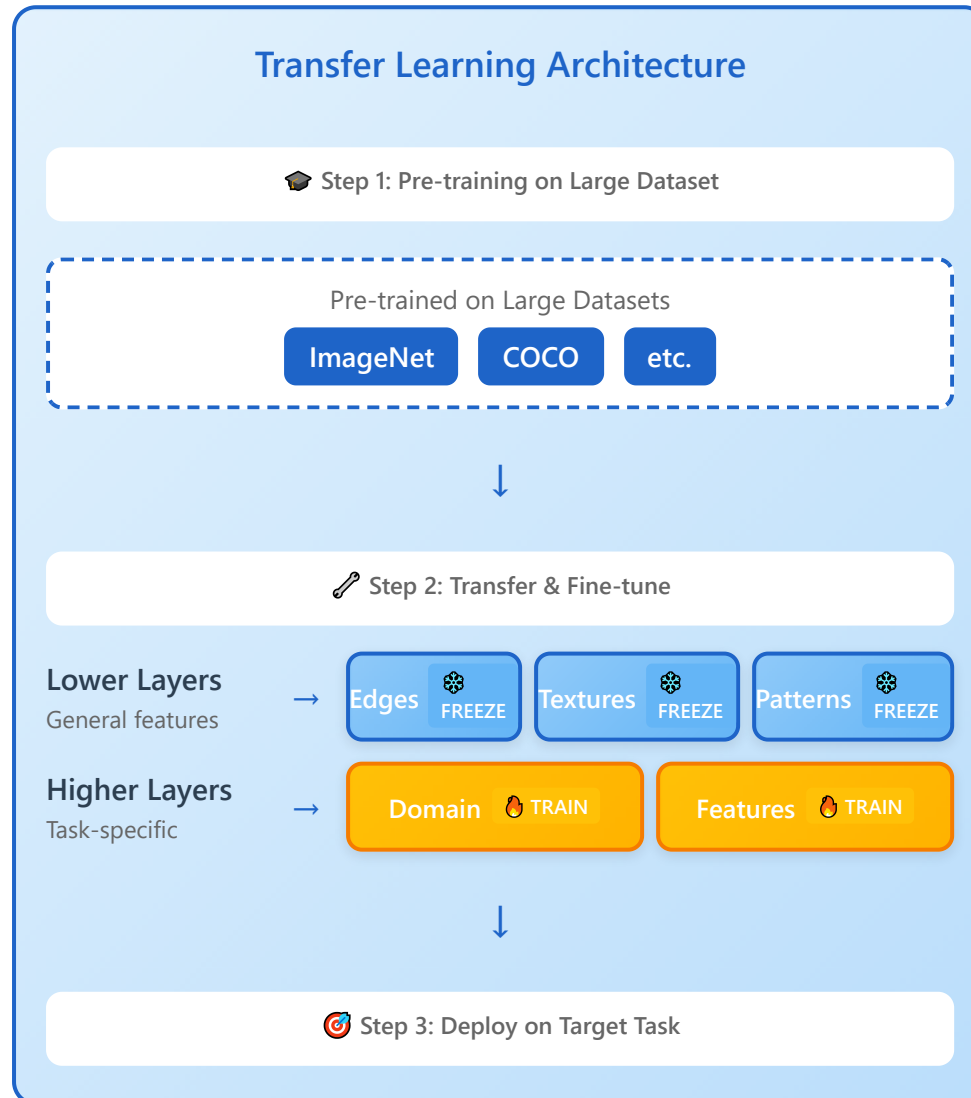 Transfer Learning Architecture
🎓 Step 1: Pre-training on Large Dataset
Pre-trained on Large Datasets
ImageNet COCO etc.
↓
🔧 Step 2: Transfer & Fine-tune
Lower Layers
General features
→
Edges ❄ FREEZE
Textures ❄ FREEZE
Patterns ❄ FREEZE
Higher Layers
Task-specific
→
Domain 🔥 TRAIN
Features 🔥 TRAIN
↓
🎯 Step 3: Deploy on Target Task